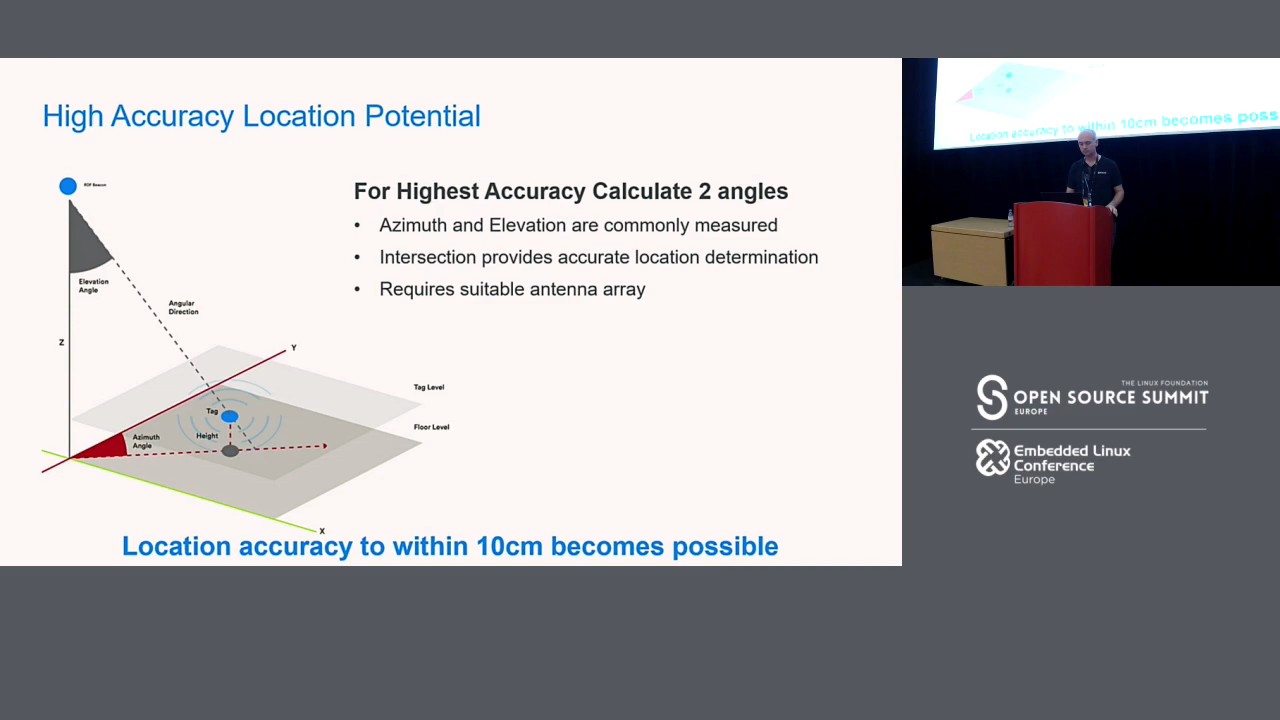 High Accuracy Location Potential
RDF Beacon
For Highest Accuracy Calculate 2 angles
• Azimuth and Elevation are commonly measured
• Intersection provides accurate location determination
• Requires suitable antenna array
Elevation
Angle
Angular
Direction
Z
Y
Tag Level
Tag
Floor Level
Height
Azimuth
Angle
X
Location accuracy to within 10cm becomes possible
Location accuracy to within 10cm becomes poss
THE LINUX FOUNDATION
OPEN SOURCE SUMMIT
EUROPE
Embedded Linux
Conference
Europe